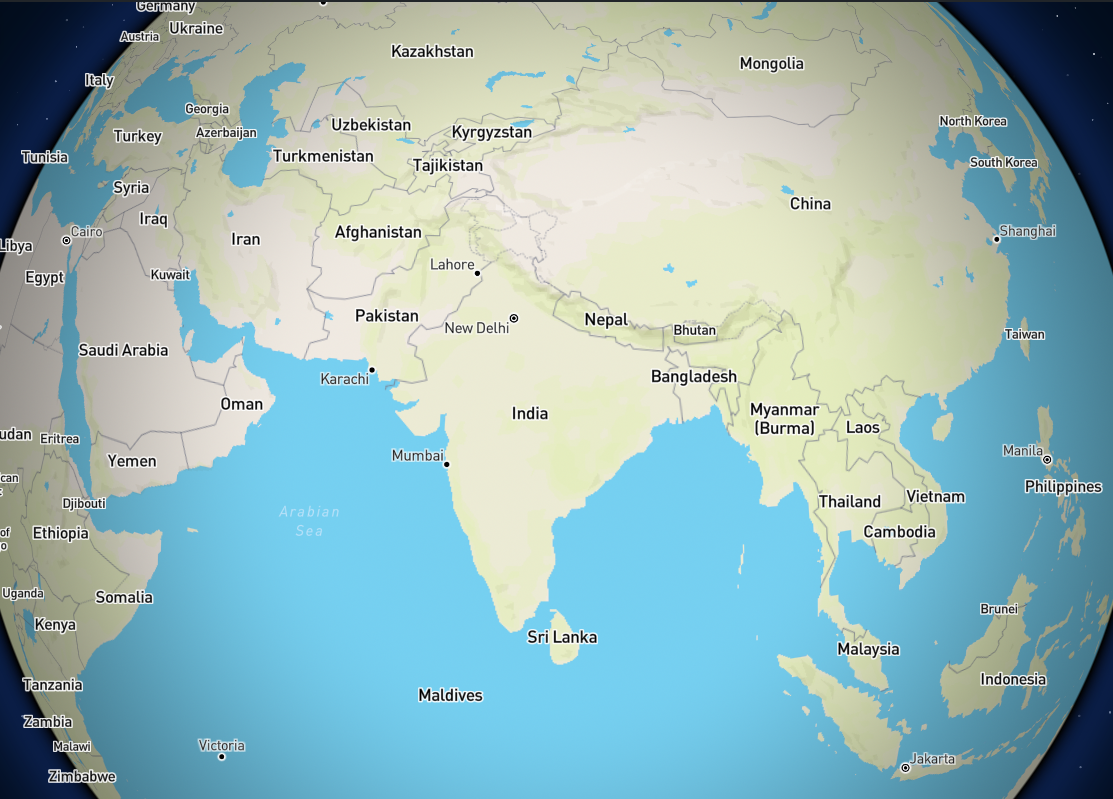 Germany
Ukraine
Austria
Kazakhstan
Mongolia
Italy
Georgia
Uzbekistan
Kyrgyzstan
North Korea
Turkey
Azerbaijan
Tunisia
Turkmenistan
Tajikistan
South Korea
Syria
China
Iraq
Cairo
Afghanistan
Shanghai
Libya
Iran
Lahore
Egypt
Kuwait
Pakistan
Nepal
New Delhi
Bhutan
Taiwan
Saudi Arabia
Karachi
Bangladesh
Oman
India
Myanmar
(Burma)
Laos
udan
Eritrea
Mumbai
Manila
Yemen
can
Philippines
Djibouti
Thailand
Vietnam
Arabian
Sea
of
o
Ethiopia
Cambodia
Uganda
Somalia
Brunei
Kenya
Sri Lanka
Malaysia
Tanzania
Maldives
Indonesia
Zambia
Malawi
Victoria
Jakarta
Zimbabwe